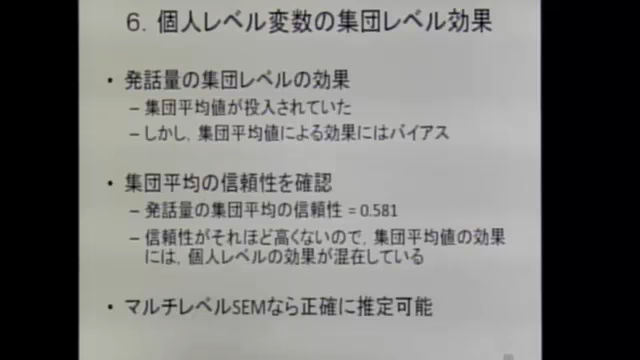 6．個人レベル変数の集団レベル効果
• 発話量の集団レベルの効果
– 集団平均値が投入されていた
– しかし，集団平均値による効果にはバイアス
• 集団平均の信頼性を確認
– 発話量の集団平均の信頼性 = 0.581
– 信頼性がそれほど高くないので，集団平均値の効果
には，個人レベルの効果が混在している
• マルチレベルSEMなら正確に推定可能